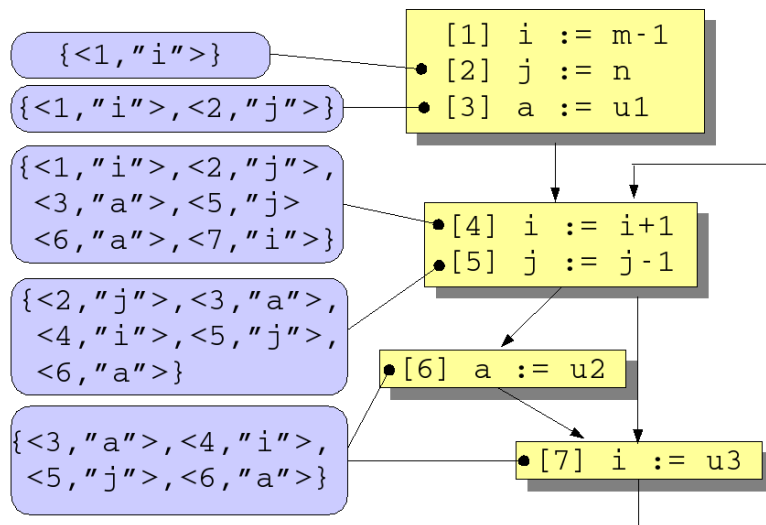 {<1,"i">}
{<1,"i">,<2,"j">}
{<1,"i">,<2,"j">,
<3,"a">,<5,"j>
<6,"a">,<7,"i">}
{<2,"j">,<3,"a">,
<4,"i">,<5,"j">,
<6,"a">}
{<3,"a">,<4,"i">,
<5,"j">,<6,"a">}
[1] i := m-1
[2] j := n
[3] a := u1
[4] i := i+1
[5] j := j-1
[6] a := u2
[7] i := u3